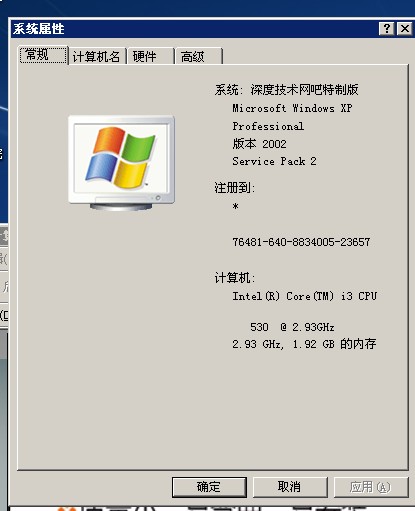 系统属性
常规
计算机名
硬件
高级
系统: 深度技术网吧特制版
Microsoft Windows XP
Professional
版本 2002
Service Pack 2
注册到:
*
76481-640-8834005-23657
计算机:
Intel(R) Core(TM) i3 CPU
530 @ 2.93GHz
2.93 GHz, 1.92 GB 的内存
确定
取消
应用(A)